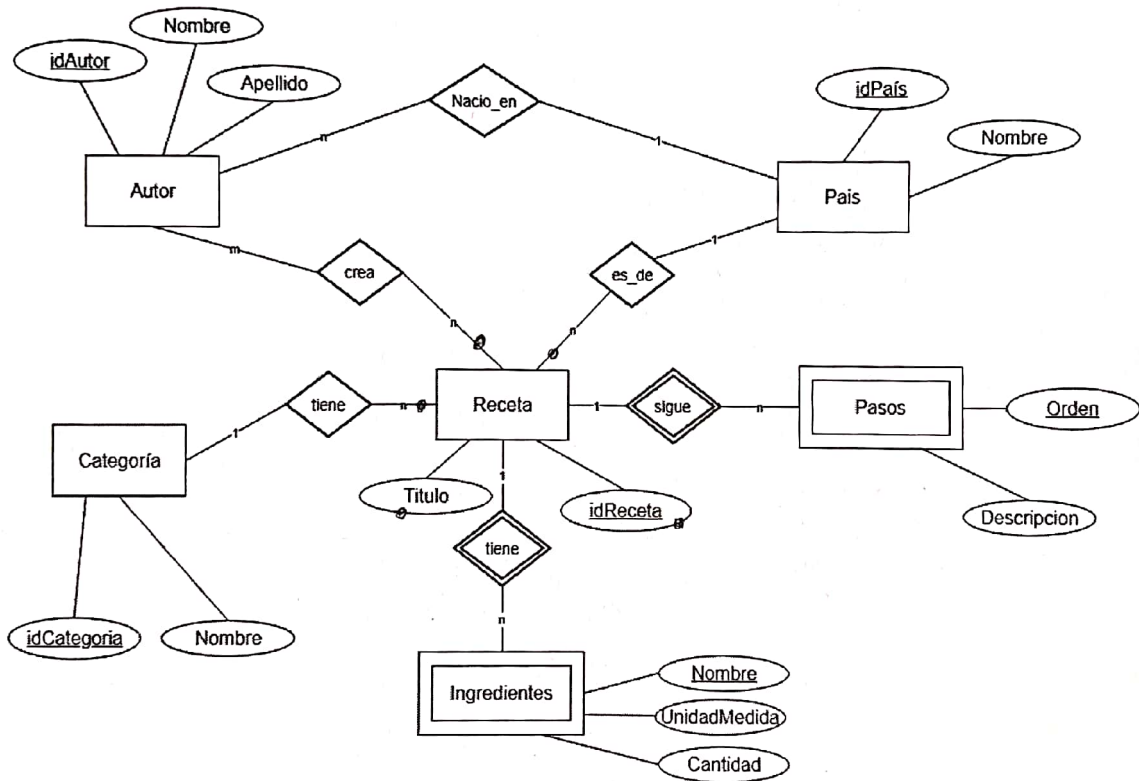 Nombre
idAutor
Apellido
Nacio_en
idPaís
Nombre
n
1
Autor
Pais
m
1
crea
es_de
n
n
tiene
n
Receta
1
sigue
n
Pasos
Orden
1
Categoría
1
Titulo
idReceta
Descripcion
tiene
idCategoria
Nombre
n
Ingredientes
Nombre
UnidadMedida
Cantidad